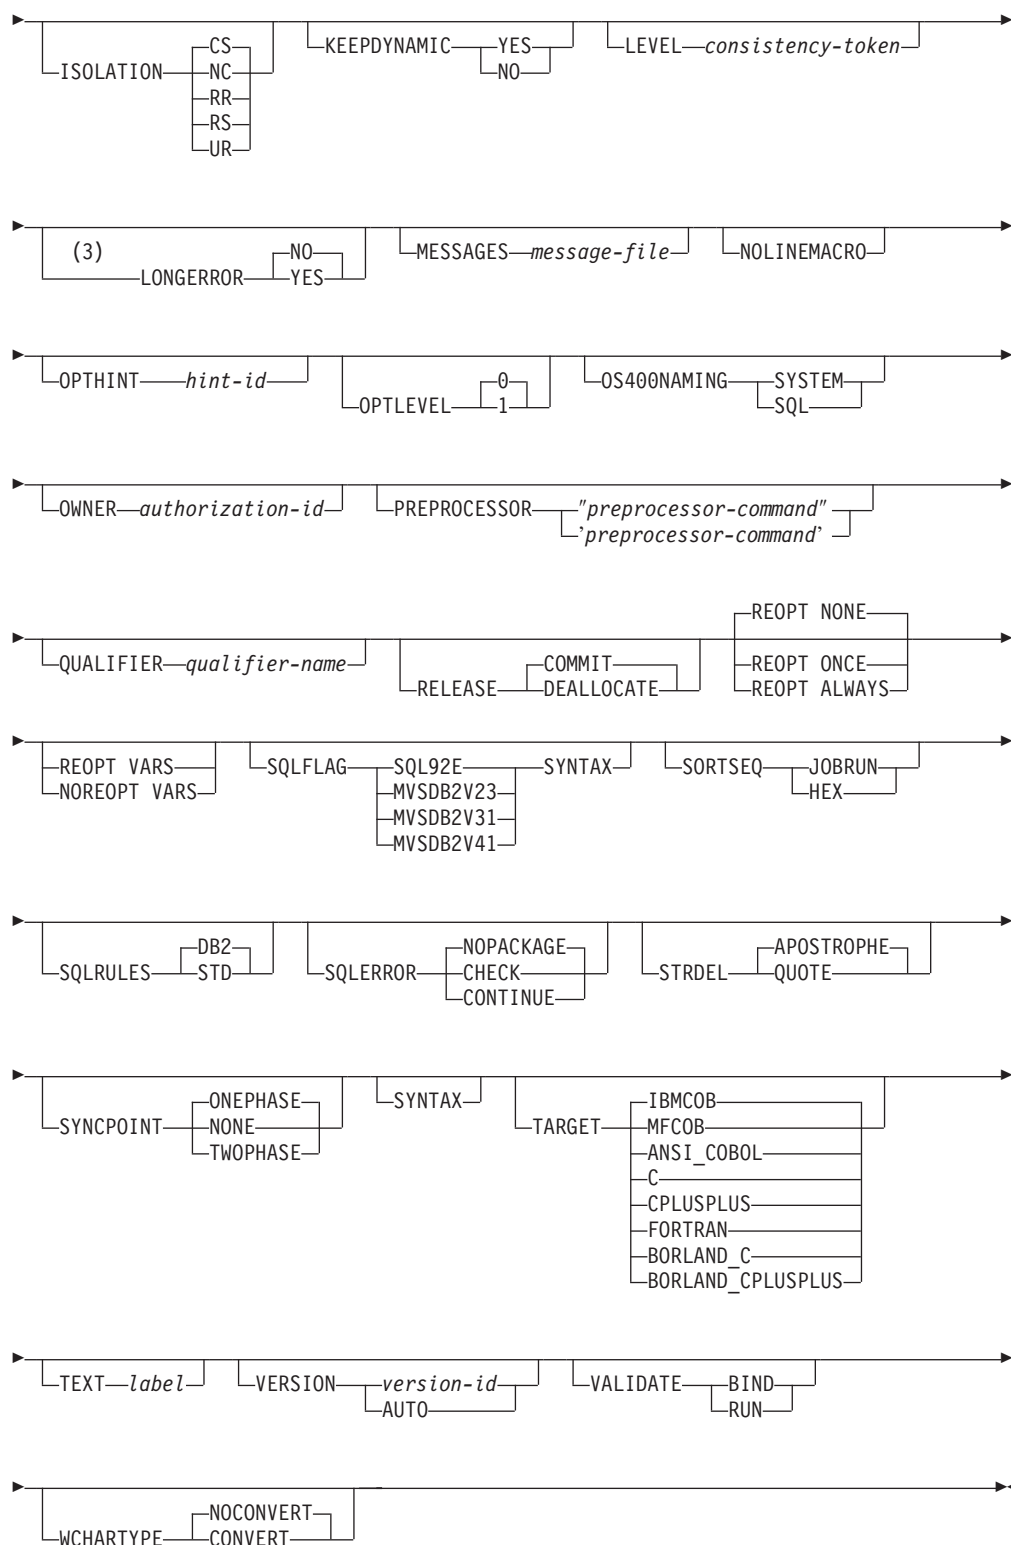 CS
ISOLATION NC
RR
RS
UR
KEEPDYNAMIC YES
NO
LEVEL consistency-token
(3)
LONGERROR NO
YES
MESSAGES message-file
NOLINEMACRO
OPTHINT hint-id
OPTLEVEL 0
1
OS400NAMING SYSTEM
SQL
OWNER authorization-id
PREPROCESSOR "preprocessor-command"
'preprocessor-command'
QUALIFIER qualifier-name
COMMIT
RELEASE DEALLOCATE
REOPT NONE
REOPT ONCE
REOPT ALWAYS
REOPT VARS
NOREOPT VARS
SQLFLAG SQL92E SYNTAX
MVSDB2V23
MVSDB2V31
MVSDB2V41
SORTSEQ JOBRUN
HEX
DB2
SQLRULES STD
NOPACKAGE
SQLERROR CHECK
CONTINUE
APOSTROPHE
STRDEL QUOTE
ONEPHASE
SYNCPOINT NONE
TWOPHASE
SYNTAX
IBMCOB
TARGET MFCOB
ANSI_COBOL
C
CPLUSPLUS
FORTRAN
BORLAND_C
BORLAND_CPLUSPLUS
TEXT label
VERSION version-id
AUTO
VALIDATE BIND
RUN
NOCONVERT
WCHARTYPE CONVERT